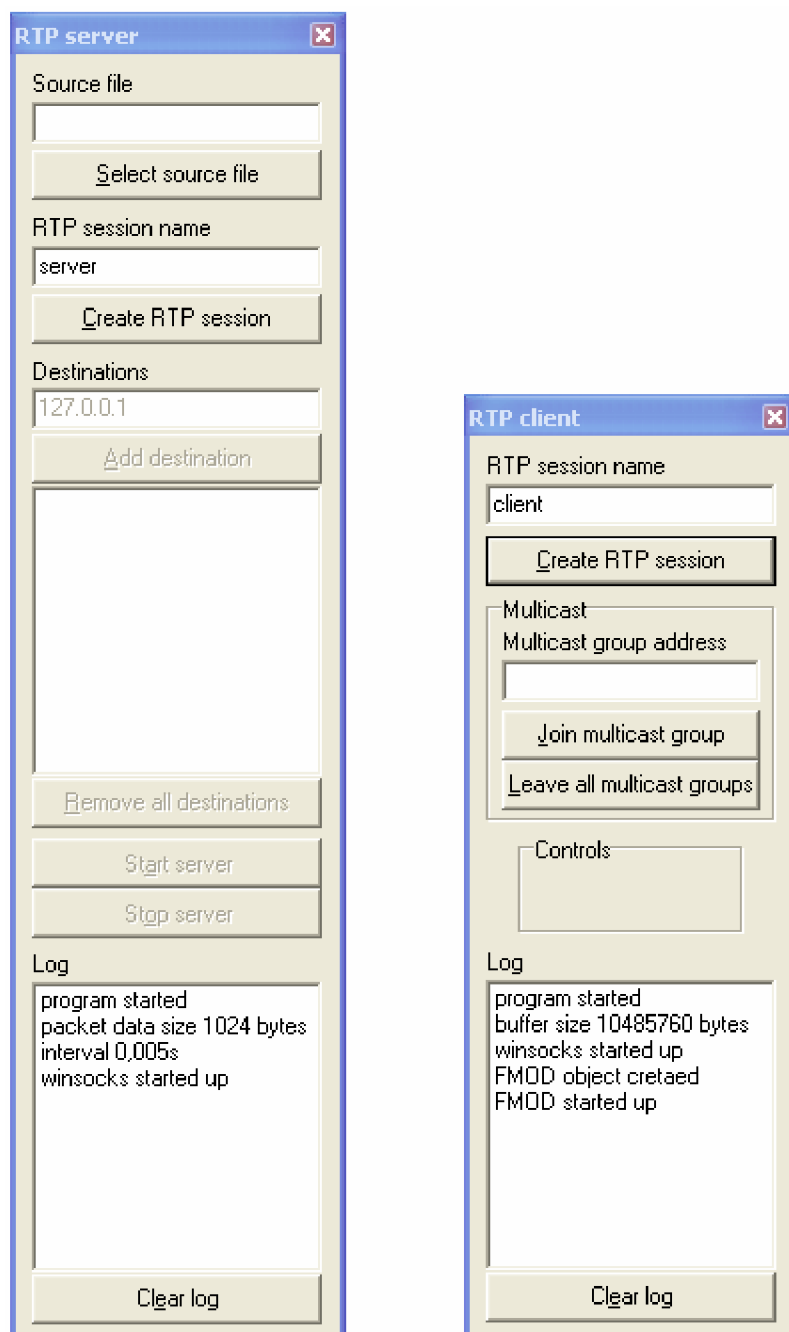 RTP server
Source file
Select source file
RTP session name
server
Create RTP session
Destinations
127.0.0.1
Add destination
Remove all destinations
Start server
Stop server
Log
program started
packet data size 1024 bytes
interval 0,005s
winsocks started up
Clear log
RTP client
RTP session name
client
Create RTP session
Multicast
Multicast group address
Join multicast group
Leave all multicast groups
Controls
Log
program started
buffer size 10485760 bytes
winsocks started up
FMOD object cretaed
FMOD started up
Clear log